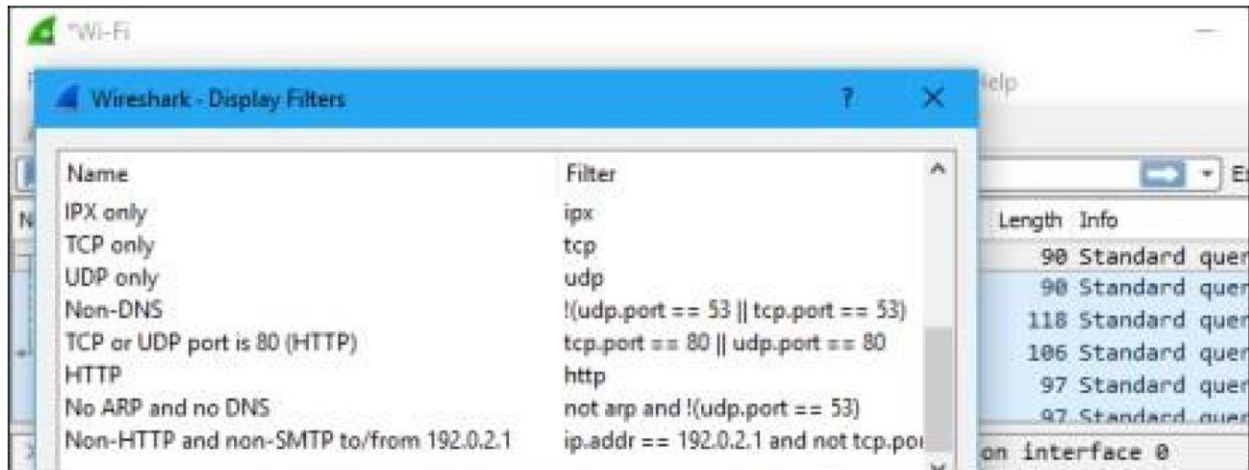 *Wi-Fi
Help
Wireshark - Display Filters ? ×
Name Filter
IPX only ipx
TCP only tcp
UDP only udp
Non-DNS !(udp.port == 53 || tcp.port == 53)
TCP or UDP port is 80 (HTTP) tcp.port == 80 || udp.port == 80
HTTP http
No ARP and no DNS not arp and !(udp.port == 53)
Non-HTTP and non-SMTP to/from 192.0.2.1 ip.addr == 192.0.2.1 and not tcp.por
Length Info
90 Standard quer
90 Standard quer
118 Standard quer
106 Standard quer
97 Standard quer
97 Standard quer
on interface 0